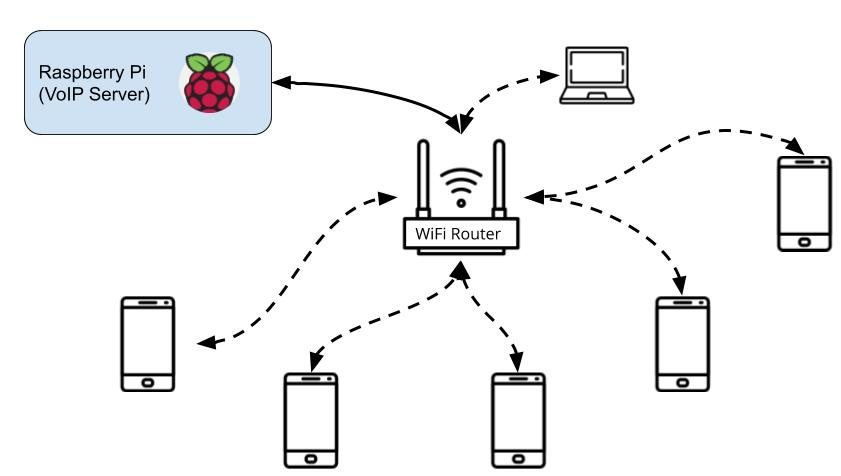 Raspberry Pi
(VoIP Server)
WiFi Router